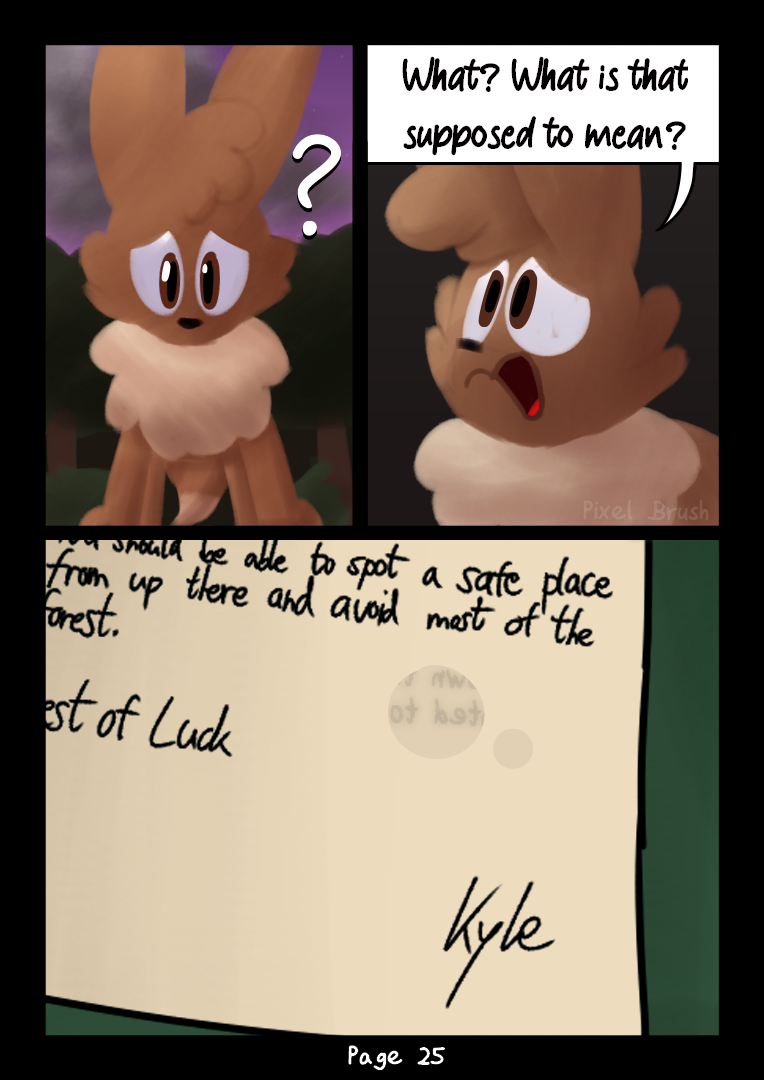 ?
What? What is that
supposed to mean?
Pixel Brush
should be able to spot a safe place
from up there and avoid most of the
forest.
est of Luck
Kyle
Page 25